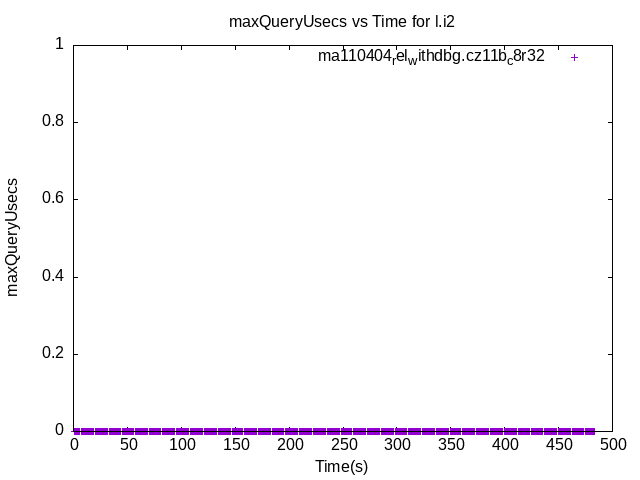 maxQueryUsecs vs Time for l.i2
1
ma110404relwithdbg.cz11bc8r32
0.8
0.6
maxQueryUsecs
0.4
0.2
0
0 50 100 150 200 250 300 350 400 450 500
Time(s)